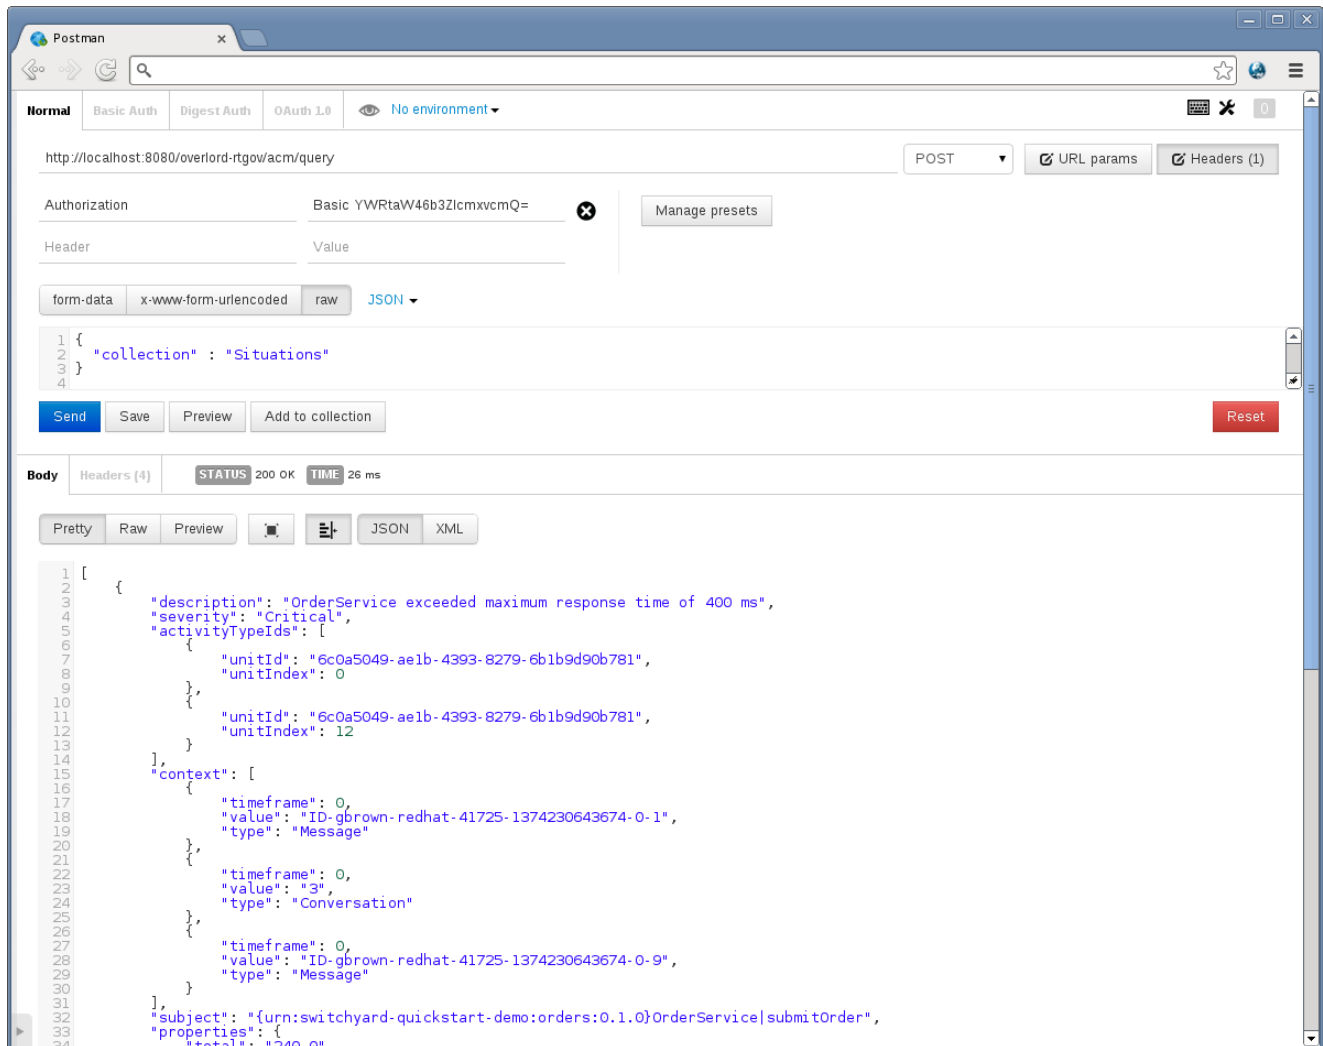 Postman
Normal Basic Auth Digest Auth OAuth 1.0 No environment 0
http://localhost:8080/overlord-rtgov/acm/query POST URL params Headers (1)
Authorization Basic YWRtaW46b3ZlcmxvcmQ= Manage presets
Header Value
form-data x-www-form-urlencoded raw JSON
1 {
2 "collection" : "Situations"
3 }
4
Send Save Preview Add to collection Reset
Body Headers (4) STATUS 200 OK TIME 26 ms
Pretty Raw Preview JSON XML
1 [
2 {
3 "description": "OrderService exceeded maximum response time of 400 ms",
4 "severity": "Critical",
5 "activityTypeIds": [
6 {
7 "unitId": "6c0a5049-ae1b-4393-8279-6b1b9d90b781",
8 "unitIndex": 0
9 },
10 {
11 "unitId": "6c0a5049-ae1b-4393-8279-6b1b9d90b781",
12 "unitIndex": 12
13 }
14 ],
15 "context": [
16 {
17 "timeframe": 0,
18 "value": "ID-gbrown-redhat-41725-1374230643674-0-1",
19 "type": "Message"
20 },
21 {
22 "timeframe": 0,
23 "value": "3",
24 "type": "Conversation"
25 },
26 {
27 "timeframe": 0,
28 "value": "ID-gbrown-redhat-41725-1374230643674-0-9",
29 "type": "Message"
30 }
31 ],
32 "subject": "{urn:switchyard-quickstart-demo:orders:0.1.0}OrderService|submitOrder",
33 "properties": {
34 "total": "240.0"